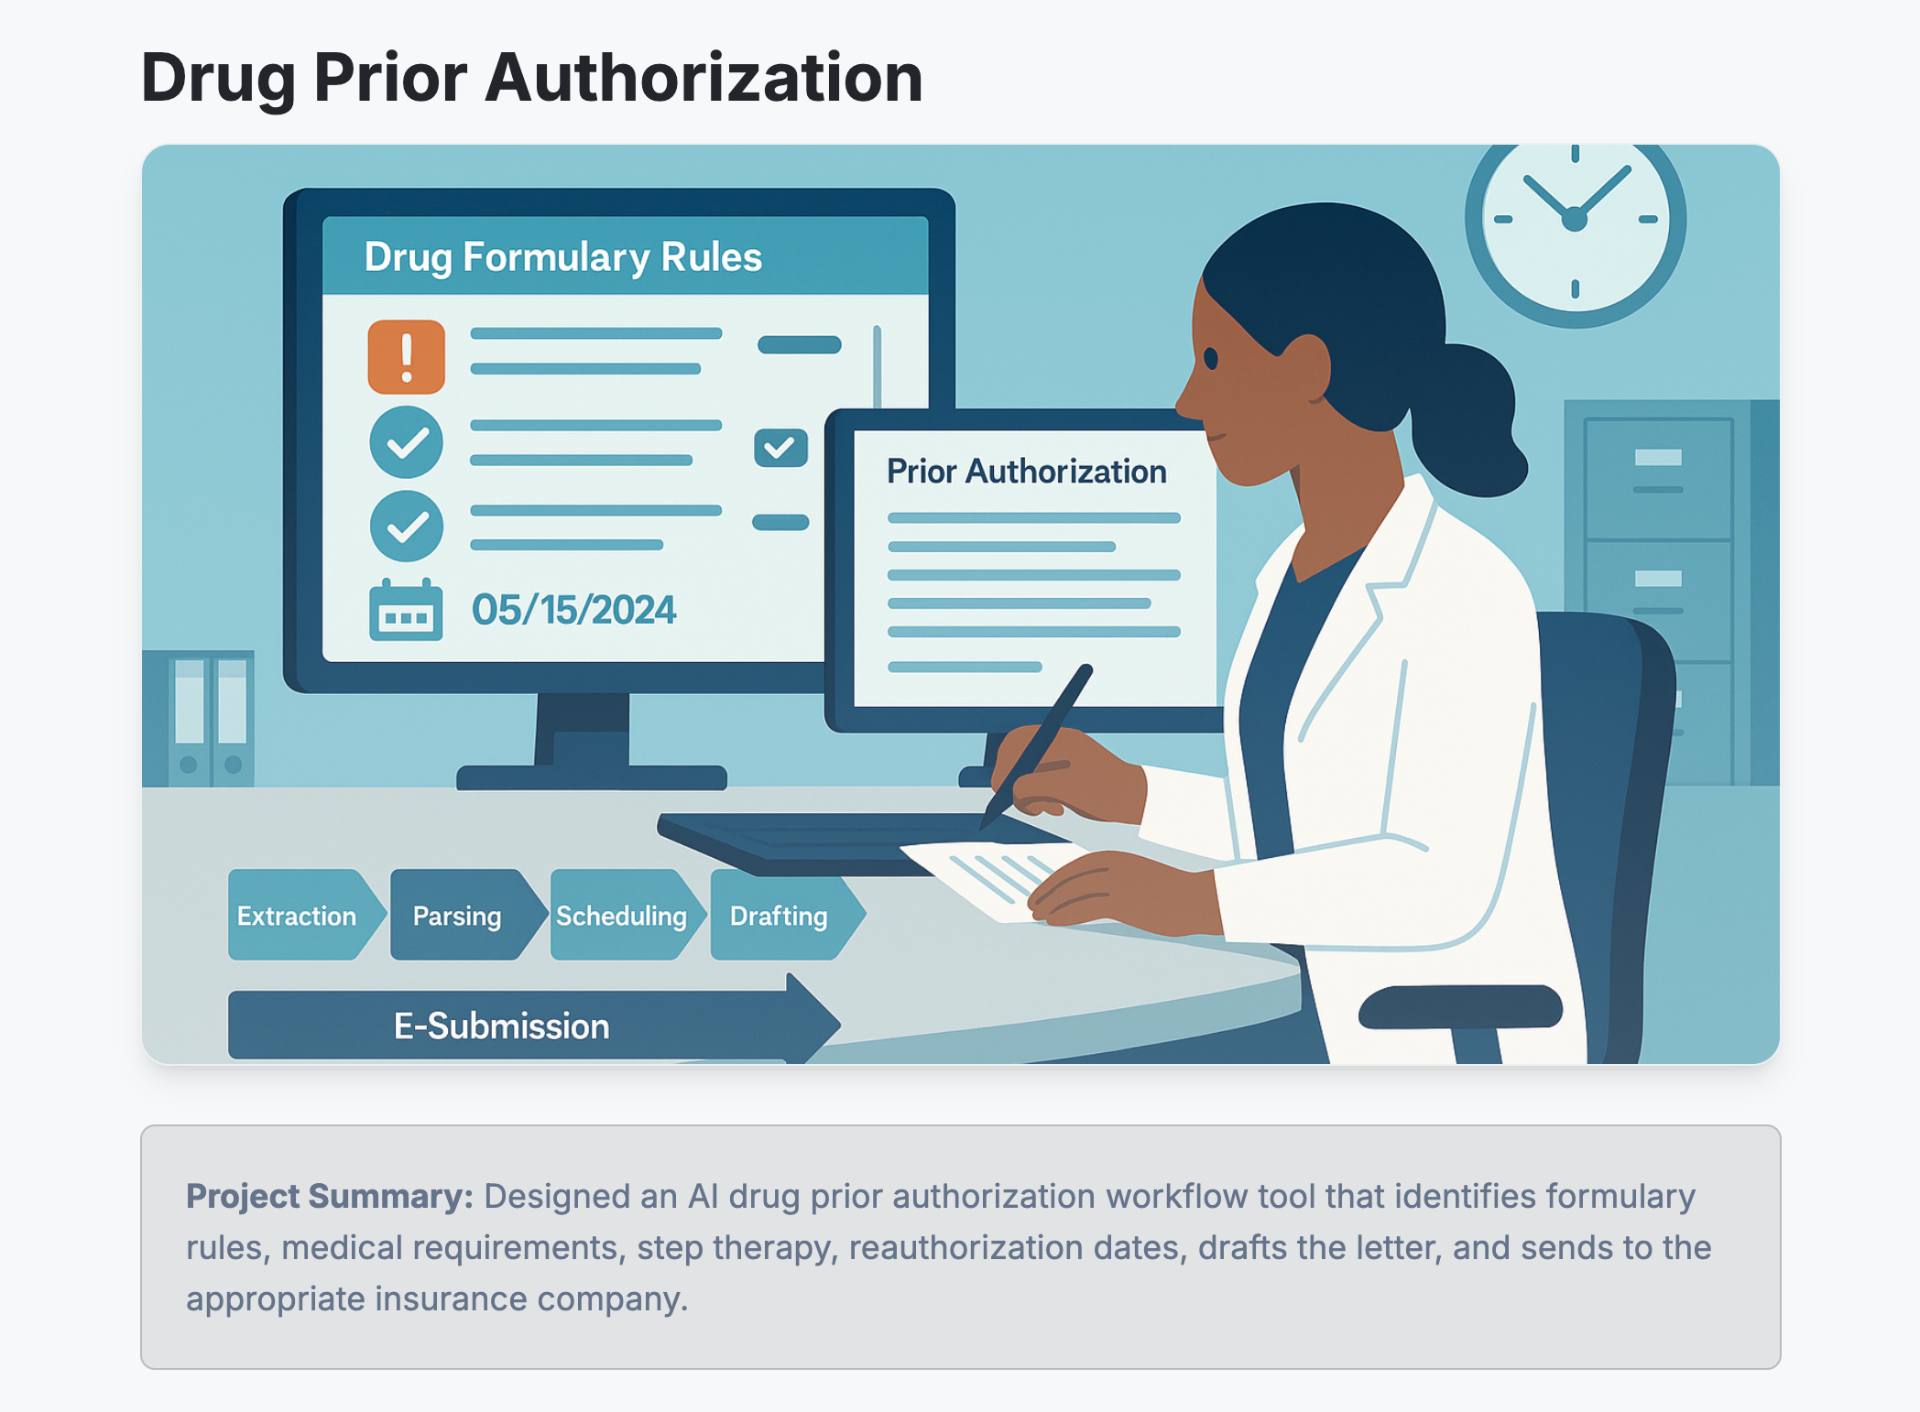 Drug Prior Authorization
Drug Formulary Rules
05/15/2024
Prior Authorization
Extraction
Parsing
Scheduling
Drafting
E-Submission
Project Summary: Designed an AI drug prior authorization workflow tool that identifies formulary
rules, medical requirements, step therapy, reauthorization dates, drafts the letter, and sends to the
appropriate insurance company.